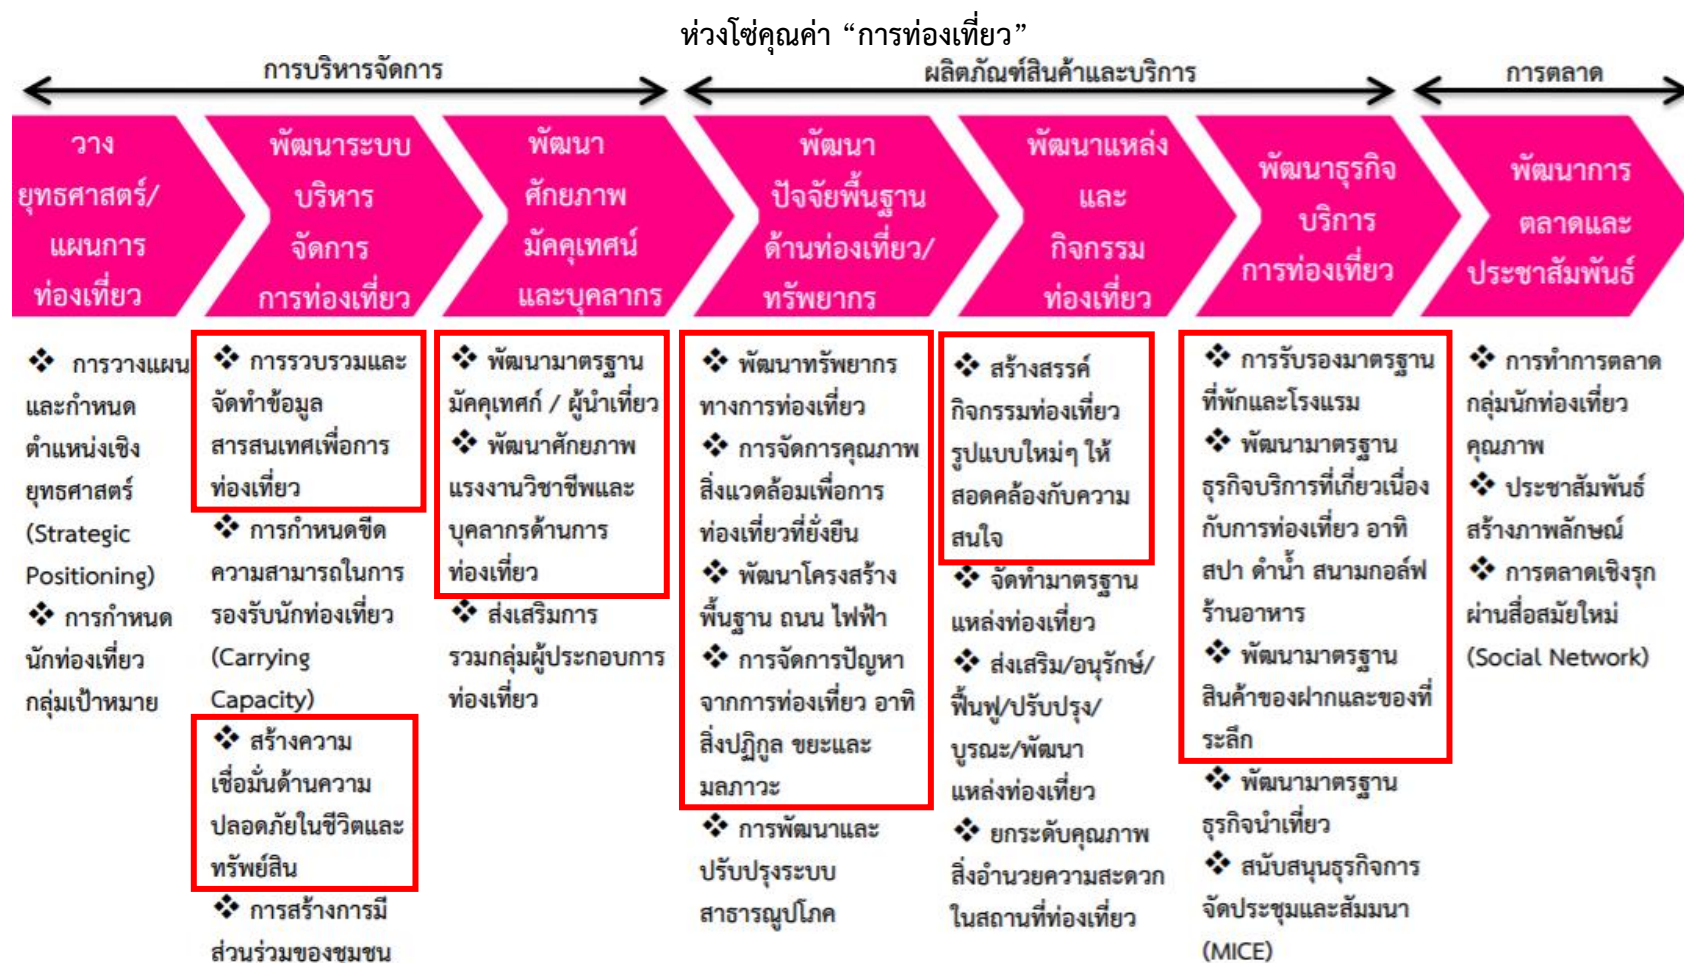 ห่วงโซ่คุณค่า “การท่องเที่ยว”
การบริหารจัดการ
ผลิตภัณฑ์สินค้าและบริการ
การตลาด
วาง
ยุทธศาสตร์/
แผนการ
ท่องเที่ยว
พัฒนาระบบ
บริหาร
จัดการ
การท่องเที่ยว
พัฒนา
ศักยภาพ
มัคคุเทศน์
และบุคลากร
พัฒนา
ปัจจัยพื้นฐาน
ด้านท่องเที่ยว/
ทรัพยากร
พัฒนาแหล่ง
และ
กิจกรรม
ท่องเที่ยว
พัฒนาธุรกิจ
บริการ
การท่องเที่ยว
พัฒนาการ
ตลาดและ
ประชาสัมพันธ์
❖ การวางแผน
และกำหนด
ตำแหน่งเชิง
ยุทธศาสตร์
(Strategic
Positioning)
❖ การกำหนด
นักท่องเที่ยว
กลุ่มเป้าหมาย
❖ การรวบรวมและ
จัดทำข้อมูล
สารสนเทศเพื่อการ
ท่องเที่ยว
❖ การกำหนดขีด
ความสามารถในการ
รองรับนักท่องเที่ยว
(Carrying
Capacity)
❖ สร้างความ
เชื่อมั่นด้านความ
ปลอดภัยในชีวิตและ
ทรัพย์สิน
❖ การสร้างการมี
ส่วนร่วมของชุมชน
❖ พัฒนามาตรฐาน
มัคคุเทศก์ / ผู้นำเที่ยว
❖ พัฒนาศักยภาพ
แรงงานวิชาชีพและ
บุคลากรด้านการ
ท่องเที่ยว
❖ ส่งเสริมการ
รวมกลุ่มผู้ประกอบการ
ท่องเที่ยว
❖ พัฒนาทรัพยากร
ทางการท่องเที่ยว
❖ การจัดการคุณภาพ
สิ่งแวดล้อมเพื่อการ
ท่องเที่ยวที่ยั่งยืน
❖ พัฒนาโครงสร้าง
พื้นฐาน ถนน ไฟฟ้า
❖ การจัดการปัญหา
จากการท่องเที่ยว อาทิ
สิ่งปฏิกูล ขยะและ
มลภาวะ
❖ การพัฒนาและ
ปรับปรุงระบบ
สาธารณูปโภค
❖ สร้างสรรค์
กิจกรรมท่องเที่ยว
รูปแบบใหม่ๆ ให้
สอดคล้องกับความ
สนใจ
❖ จัดทำมาตรฐาน
แหล่งท่องเที่ยว
❖ ส่งเสริม/อนุรักษ์/
ฟื้นฟู/ปรับปรุง/
บูรณะ/พัฒนา
แหล่งท่องเที่ยว
❖ ยกระดับคุณภาพ
สิ่งอำนวยความสะดวก
ในสถานที่ท่องเที่ยว
❖ การรับรองมาตรฐาน
ที่พักและโรงแรม
❖ พัฒนามาตรฐาน
ธุรกิจบริการที่เกี่ยวเนื่อง
กับการท่องเที่ยว อาทิ
สปา ดำน้ำ สนามกอล์ฟ
ร้านอาหาร
❖ พัฒนามาตรฐาน
สินค้าของฝากและของที่
ระลึก
❖ พัฒนามาตรฐาน
ธุรกิจนำเที่ยว
❖ สนับสนุนธุรกิจการ
จัดประชุมและสัมมนา
(MICE)
❖ การทำการตลาด
กลุ่มนักท่องเที่ยว
คุณภาพ
❖ ประชาสัมพันธ์
สร้างภาพลักษณ์
❖ การตลาดเชิงรุก
ผ่านสื่อสมัยใหม่
(Social Network)